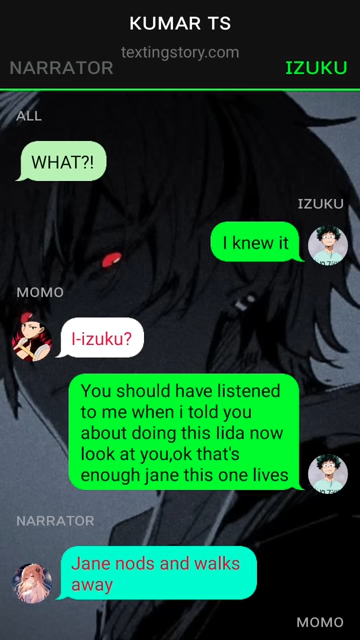 KUMAR TS
textingstory.com
NARRATOR
IZUKU
ALL
WHAT?!
IZUKU
I knew it
MOMO
I-izuku?
You should have listened
to me when i told you
about doing this Iida now
look at you,ok that's
enough jane this one lives
NARRATOR
Jane nods and walks
away
MOMO